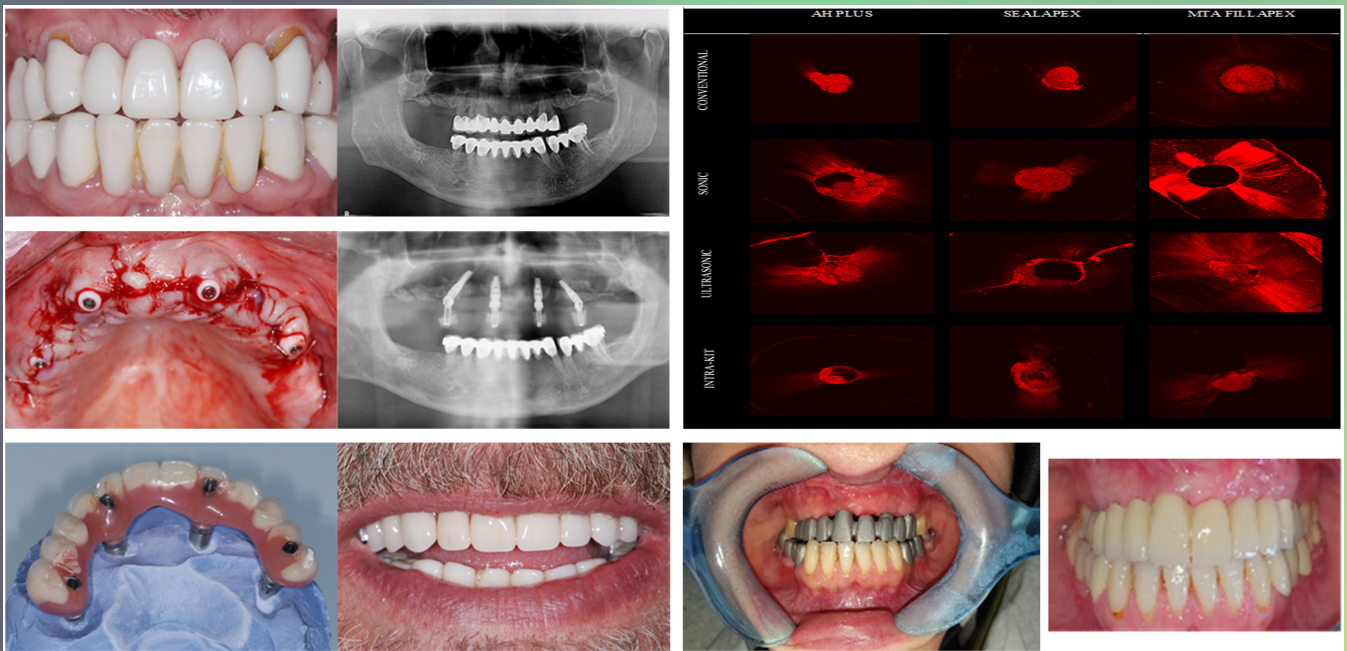 AH PLUS SEALAPEX MTA FILLAPEX
CONVENTIONAL
SONIC
ULTRASONIC
INTRA-KIT
R